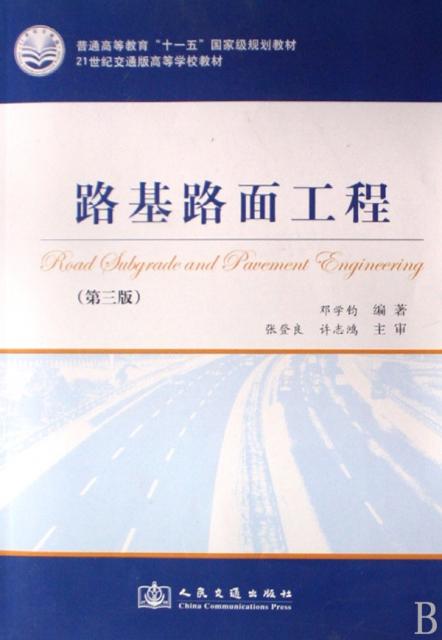 普通高等教育“十一五”国家级规划教材
21世纪交通版高等学校教材
路基路面工程
Road Subgrade and Pavement Engineering
(第三版)
邓学钧 编著
张登良 许志鸿 主审
人民交通出版社
China Communications Press
B